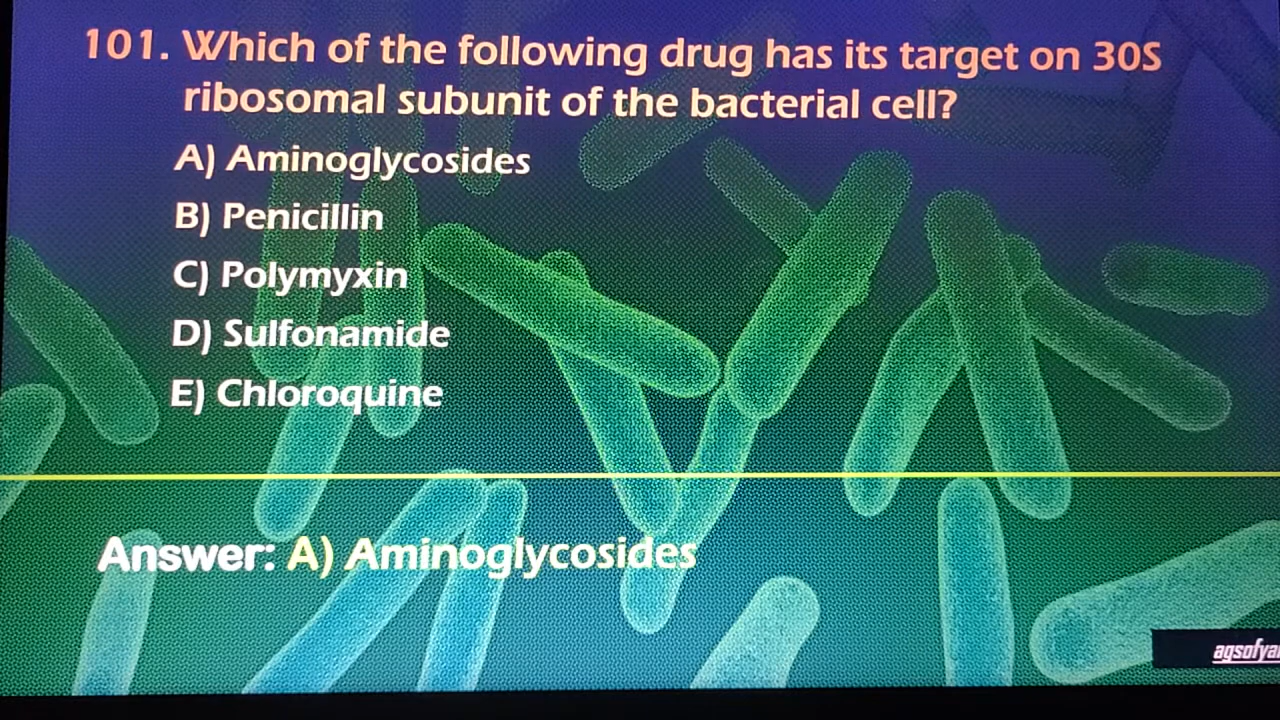 101. Which of the following drug has its target on 30S
ribosomal subunit of the bacterial cell?
A) Aminoglycosides
B) Penicillin
C) Polymyxin
D) Sulfonamide
E) Chloroquine
Answer: A) Aminoglycosides